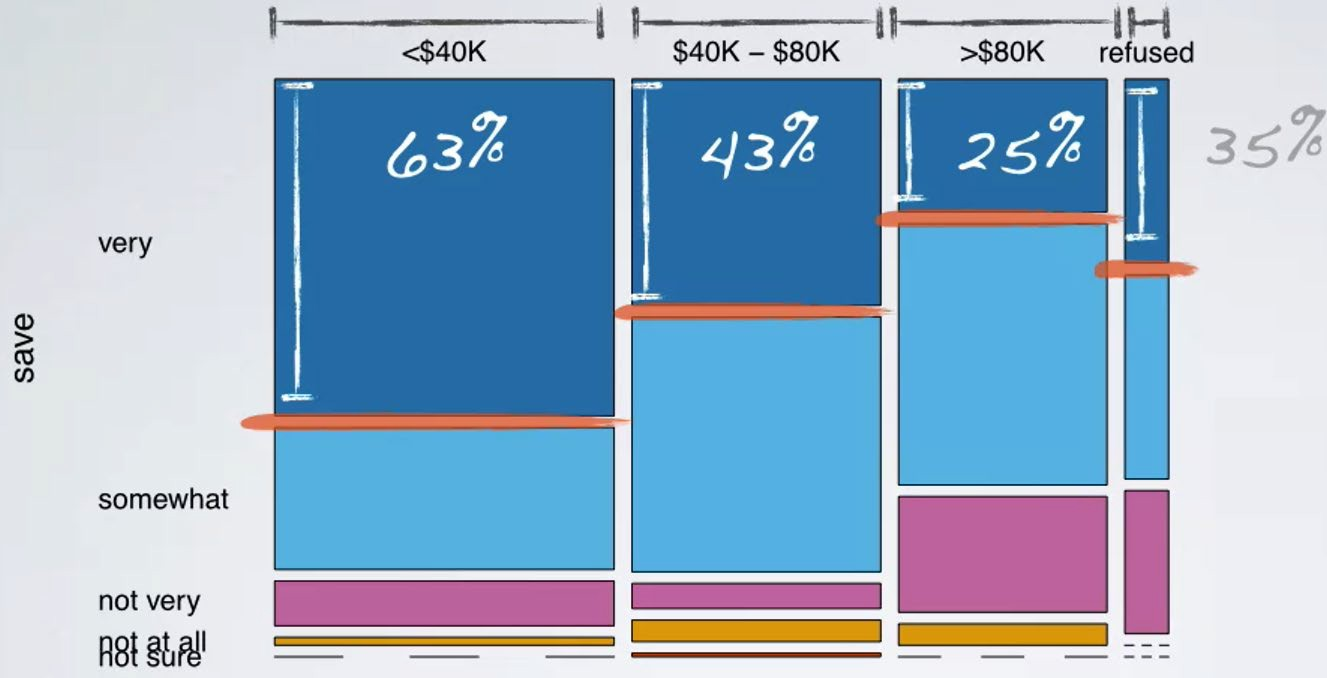 <$40K
$40K – $80K
>$80K
refused
63%
43%
25%
35%
save
very
somewhat
not very
not at all
not sure